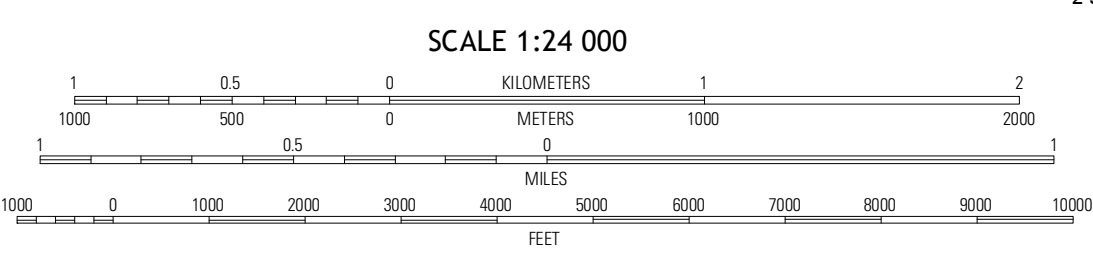 SCALE 1:24 000
1 0.5 0 KILOMETERS 1 2
1000 500 0 METERS 1000 2000
1 0.5 0 1
MILES
1000 0 1000 2000 3000 4000 5000 6000 7000 8000 9000 10000
FEET